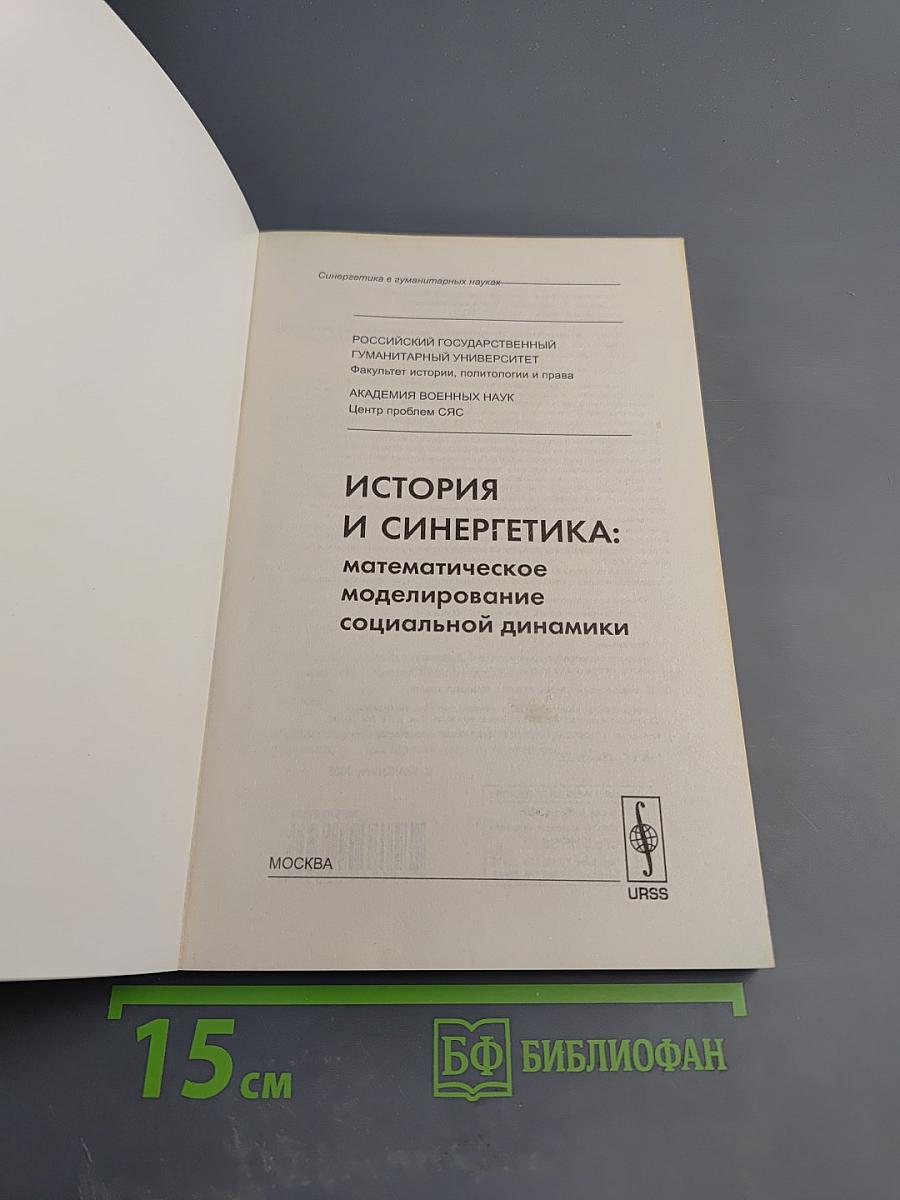 Синергетика в гуманитарных науках
РОССИЙСКИЙ ГОСУДАРСТВЕННЫЙ
ГУМАНИТАРНЫЙ УНИВЕРСИТЕТ
Факультет истории, политологии и права
АКАДЕМИЯ ВОЕННЫХ НАУК
Центр проблем СЯС
ИСТОРИЯ
И СИНЕРГЕТИКА:
математическое
моделирование
социальной динамики
МОСКВА
URSS
15 см
БФ БИБЛИОФАН